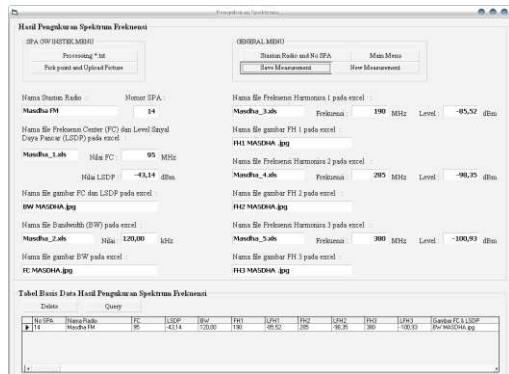 Pengukuran Spektrum
Hasil Pengukuran Spektrum Frekuensi
SPA GW INSTEK MENU
Processing *.txt
Pick point and Upload Picture
GENERAL MENU
Stasiun Radio and No SPA
Main Menu
Save Measurement
New Measurement
Nama Stasiun Radio :
Nomor SPA :
Masdha FM
14
Nama file Frekuensi Center (FC) dan Level Sinyal
Daya Pancar (LSDP) pada excel :
Masdha_1.xls
Nilai FC :
95
MHz
Nilai LSDP :
-43,14
dBm
Nama file gambar FC dan LSDP pada excel :
BW MASDHA.jpg
Nama file Bandwidth (BW) pada excel :
Masdha_2.xls
Nilai :
120,00
kHz
Nama file gambar BW pada excel :
FC MASDHA.jpg
Nama file Frekuensi Harmonisa 1 pada excel :
Masdha_3.xls
Frekuensi :
190
MHz
Level :
-85,52
dBm
Nama file gambar FH 1 pada excel :
FH1 MASDHA .jpg
Nama file Frekuensi Harmonisa 2 pada excel :
Masdha_4.xls
Frekuensi :
285
MHz
Level :
-98,35
dBm
Nama file gambar FH 2 pada excel :
FH2 MASDHA.jpg
Nama file Frekuensi Harmonisa 3 pada excel :
Masdha_5.xls
Frekuensi :
380
MHz
Level :
-100,93
dBm
Nama file gambar FH 3 pada excel :
FH3 MASDHA.jpg
Tabel Basis Data Hasil Pengukuran Spektrum Frekuensi
Delete
Query
No SPA Nama Radio FC LSDP BW FH1 LFH1 FH2 LFH2 FH3 LFH3 Gambar FC & LSDP
14 Masdha FM 95 -43,14 120,00 190 -85,52 285 -98,35 380 -100,93 BW MASDHA.jpg